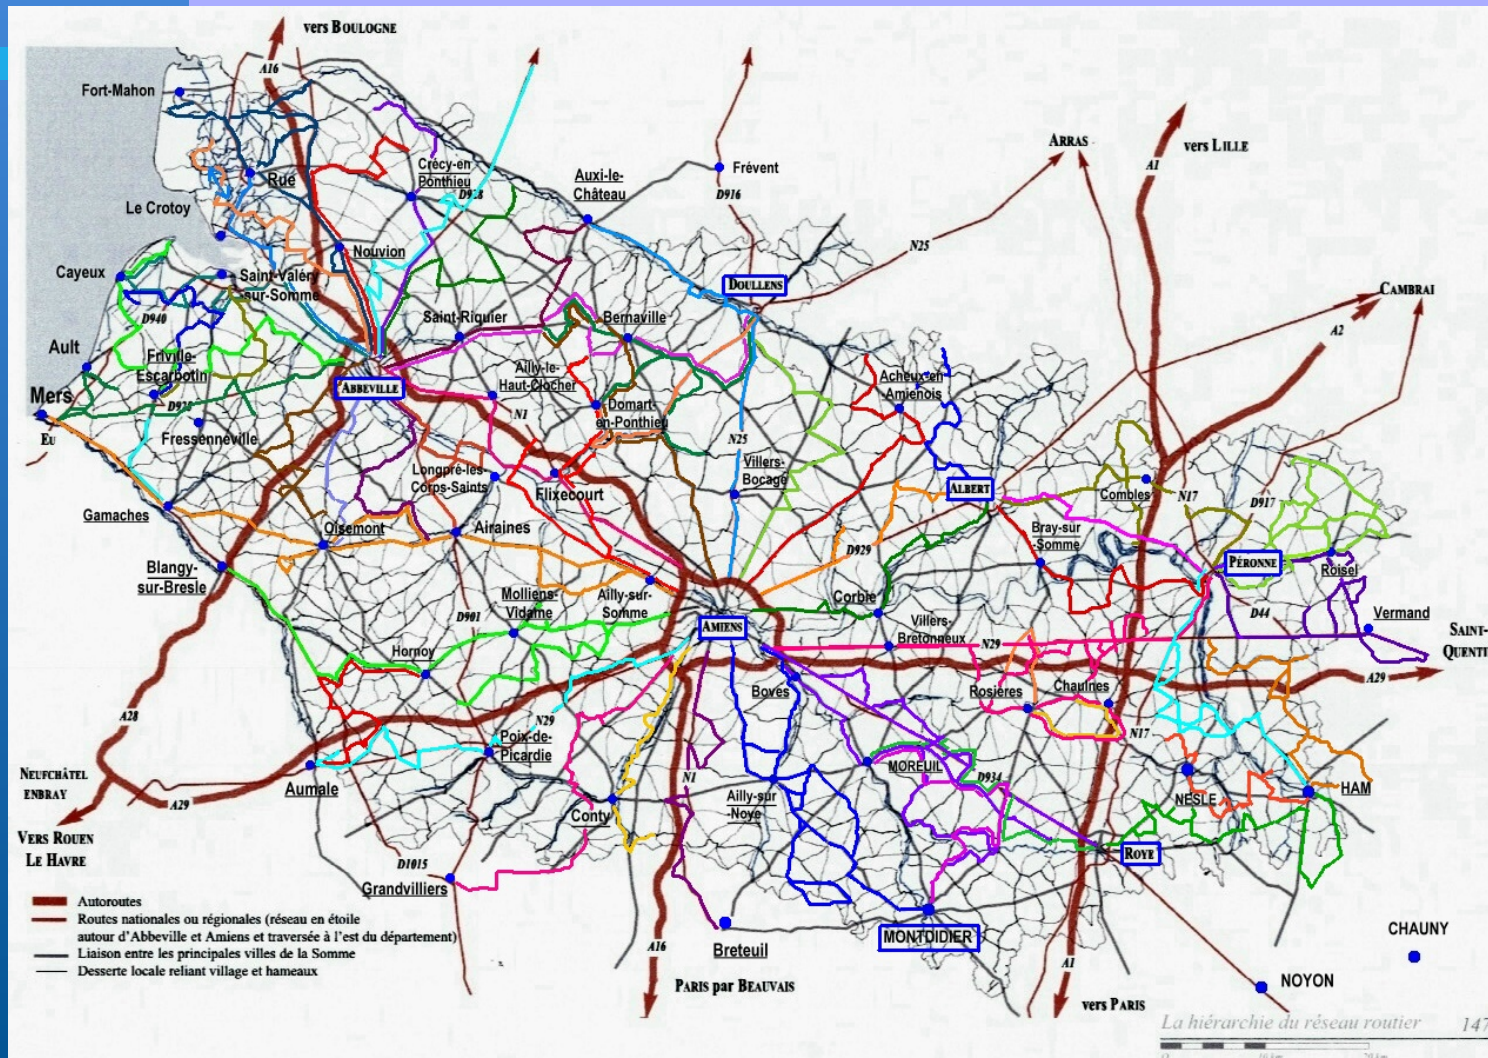 vers BOULOGNE
A16
Fort-Mahon
Crécy-en
Ponthieu
D928
Auxi-le-
Château
Frévent
D916
ARRAS
A1
vers LILLE
Rue
Le Crotoy
Nouvion
N25
Cayeux
Saint-Valéry
-sur-Somme
D940
DOULLENS
CAMBRAI
A2
Ault
Friville-
Escarbotin
Saint-Riquier
Bernaville
Mers
EU
ABBEVILLE
Ailly-le-
Haut-Clocher
N1
Domart-
en-Ponthieu
Acheux-en
Amiénois
Fressenneville
N25
Longpré-les-
Corps-Saints
Flixecourt
Villers-
Bocage
ALBERT
Combles
N17
D917
Gamaches
Oisemont
Airaines
D929
Bray-sur
-Somme
PÉRONNE
Roisel
Blangy-
sur-Bresle
Molliens-
Vidame
Ailly-sur-
Somme
Corbie
D901
AMIENS
Villers-
Bretonneux
D44
Vermand
SAINT-
QUENTI
Hornoy
N29
Boves
Rosières
Chaulnes
A29
A28
N29
Poix-de-
Picardie
N17
NEUFCHÂTEL
ENBRAY
A29
Aumale
N1
MOREUIL
D934
NESLE
HAM
Ailly-sur
-Noye
Conty
VERS ROUEN
LE HAVRE
D1015
Grandvilliers
ROYE
Autoroutes
Routes nationales ou régionales (réseau en étoile
autour d'Abbeville et Amiens et traversée à l'est du département)
Liaison entre les principales villes de la Somme
Desserte locale reliant village et hameaux
A16
Breteuil
MONTDIDIER
CHAUNY
PARIS par BEAUVAIS
A1
vers PARIS
NOYON
La hiérarchie du réseau routier 147